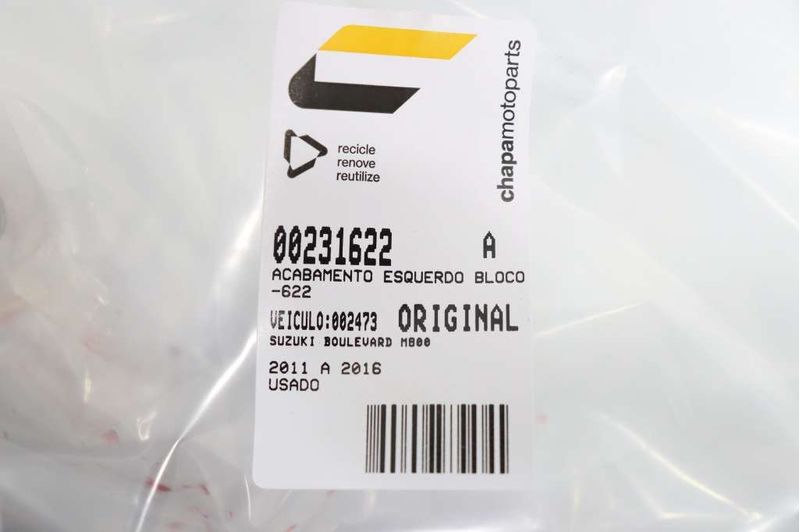 chapamotoparts
recicle
renove
reutilize
00231622 A
ACABAMENTO ESQUERDO BLOCO
-622
VEICULO:002473 ORIGINAL
SUZUKI BOULEVARD M800
2011 A 2016
USADO